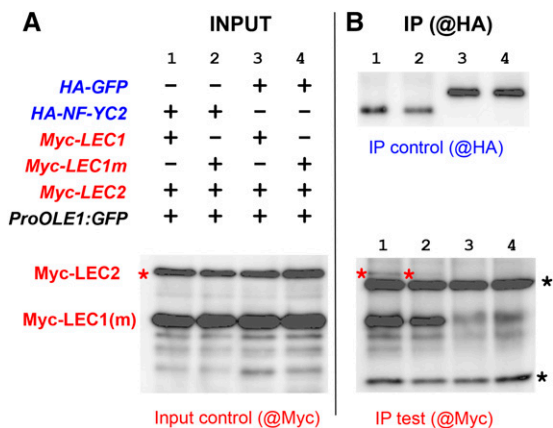 A INPUT
1 2 3 4
HA-GFP – – + +
HA-NF-YC2 + + – –
Myc-LEC1 + – + –
Myc-LEC1m – + – +
Myc-LEC2 + + + +
ProOLE1:GFP + + + +
Myc-LEC2 *
Myc-LEC1(m)
Input control (@Myc)
B IP (@HA)
1 2 3 4
IP control (@HA)
1 2 3 4
* * *
*
IP test (@Myc)